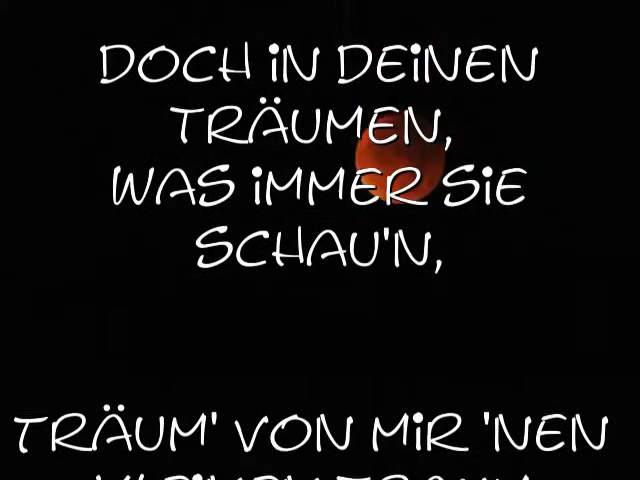 DOCH IN DEINEN
TRÄUMEN,
WAS IMMER SIE
SCHAU'N,
TRÄUM' VON MIR 'NEN